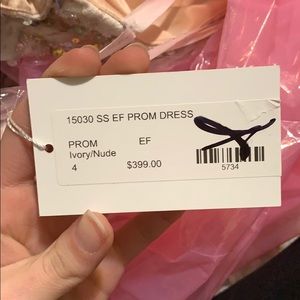 15030 SS EF PROM DRESS
PROM EF
Ivory/Nude
4 $399.00
5734